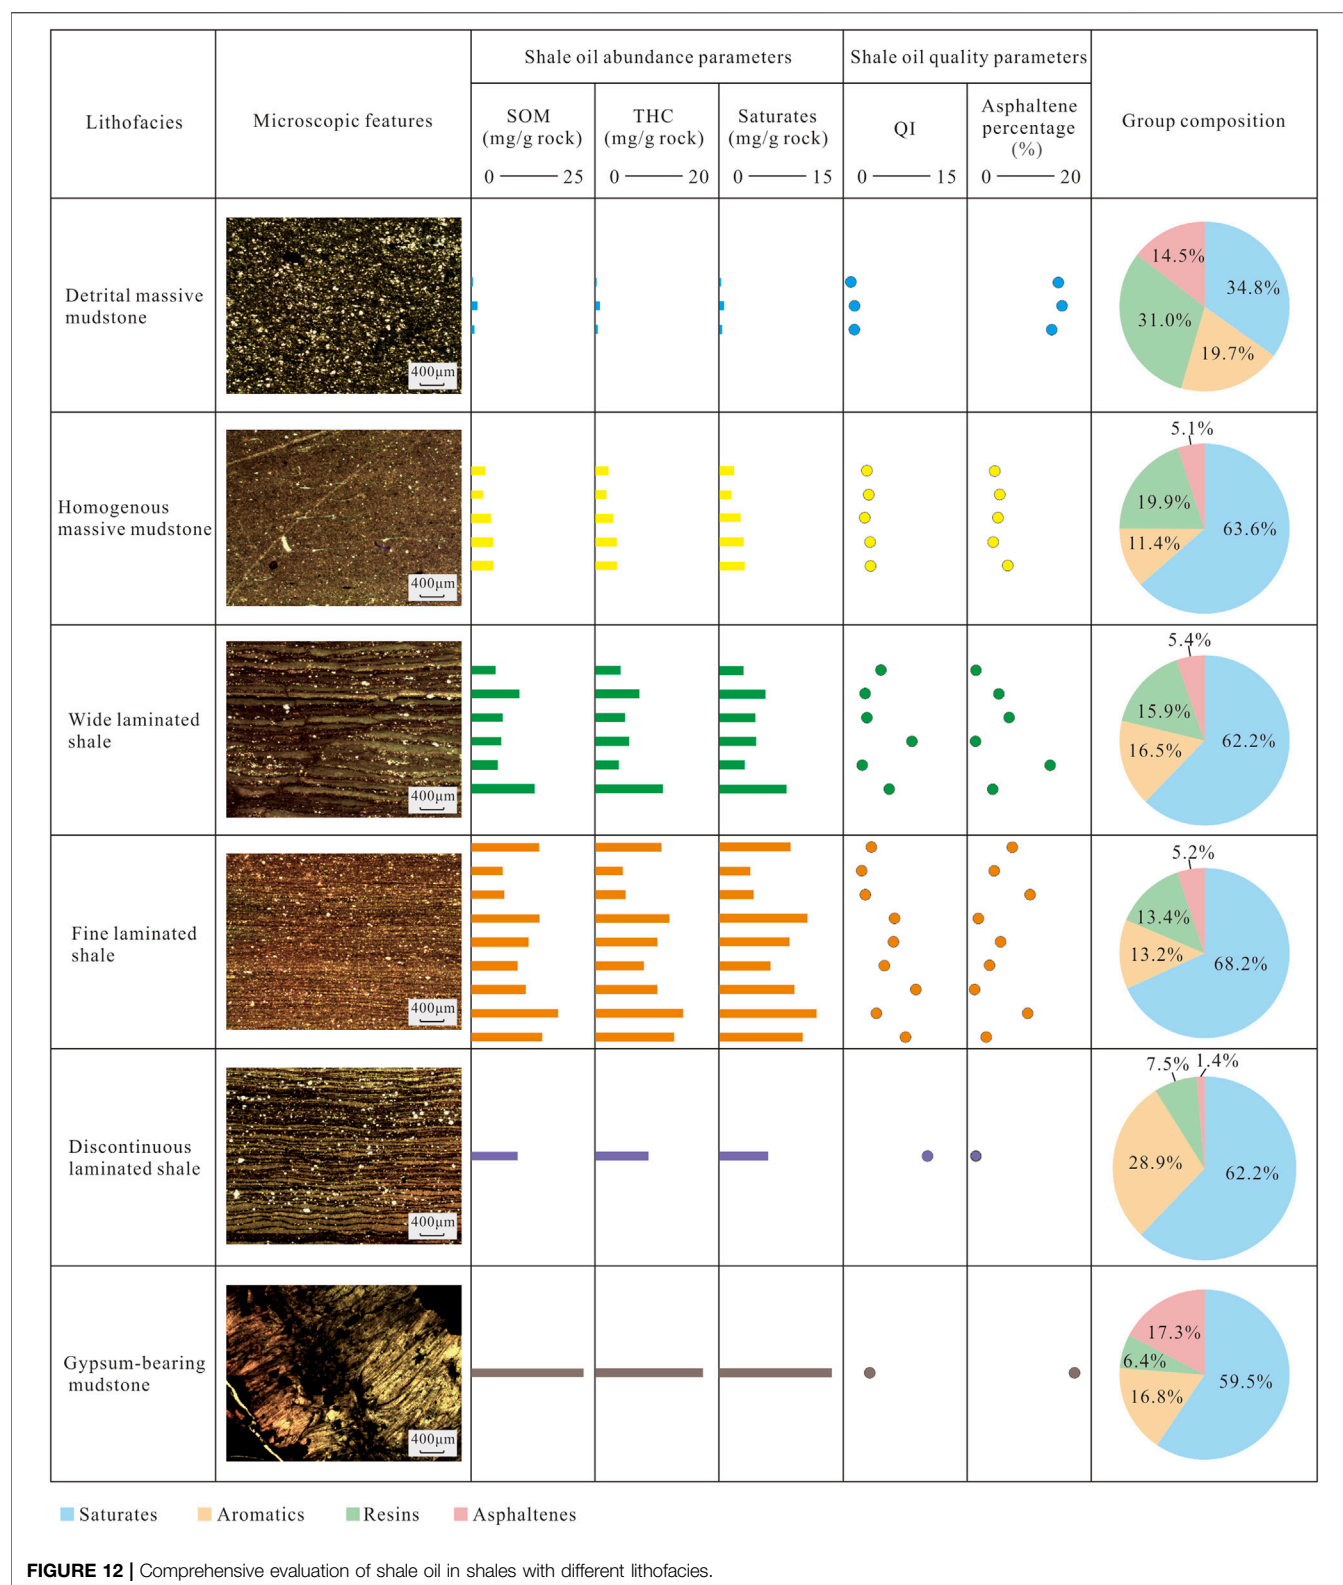 Lithofacies
Microscopic features
Shale oil abundance parameters
Shale oil quality parameters
Group composition
SOM
(mg/g rock)
0 25
THC
(mg/g rock)
0 20
Saturates
(mg/g rock)
0 15
QI
0 15
Asphaltene
percentage
(%)
0 20
Detrital massive
mudstone
400μm
14.5%
34.8%
31.0%
19.7%
Homogenous
massive mudstone
400μm
5.1%
19.9%
11.4%
63.6%
Wide laminated
shale
400μm
5.4%
15.9%
16.5%
62.2%
Fine laminated
shale
400μm
5.2%
13.4%
13.2%
68.2%
Discontinuous
laminated shale
400μm
7.5%
1.4%
28.9%
62.2%
Gypsum-bearing
mudstone
400μm
17.3%
6.4%
16.8%
59.5%
Saturates
Aromatics
Resins
Asphaltenes
FIGURE 12 | Comprehensive evaluation of shale oil in shales with different lithofacies.